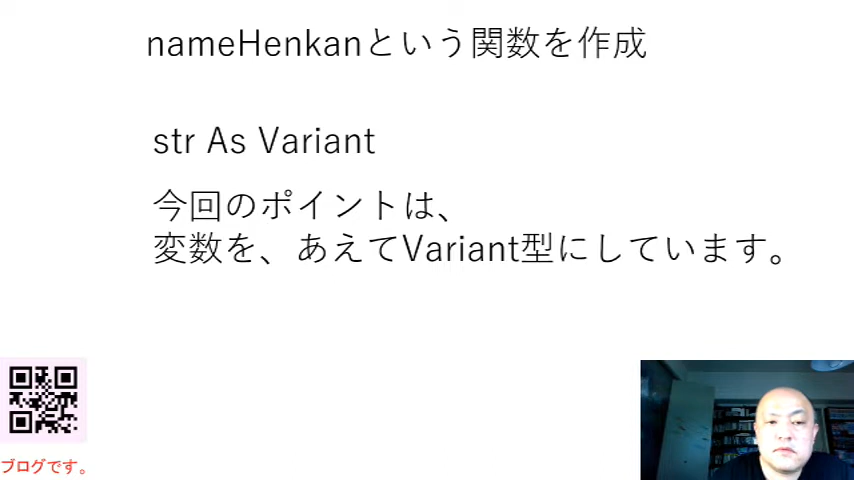 nameHenkanという関数を作成
str As Variant
今回のポイントは、
変数を、あえてVariant型にしています。
ブログです。